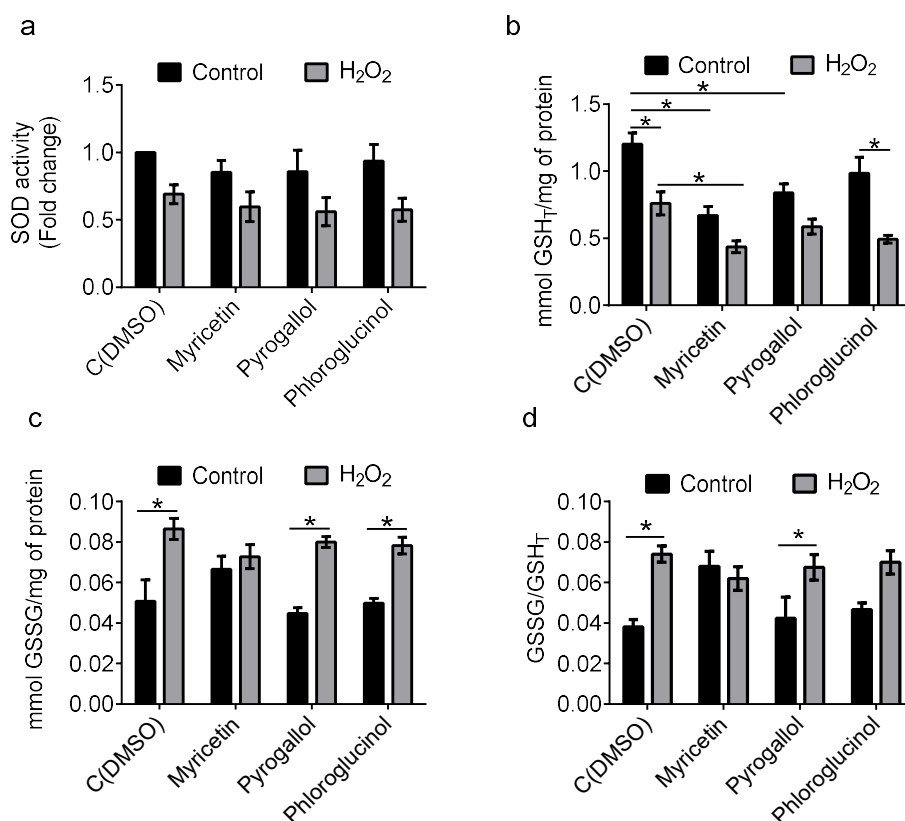 a
Control H₂O₂
SOD activity
(Fold change)
1.5
1.0
0.5
0.0
C(DMSO)
Myricetin
Pyrogallol
Phloroglucinol
b
Control H₂O₂
mmol GSH_T/mg of protein
1.5
1.0
0.5
0.0
*
*
*
*
*
C(DMSO)
Myricetin
Pyrogallol
Phloroglucinol
c
Control H₂O₂
mmol GSSG/mg of protein
0.10
0.08
0.06
0.04
0.02
0.00
*
*
*
C(DMSO)
Myricetin
Pyrogallol
Phloroglucinol
d
Control H₂O₂
GSSG/GSH_T
0.10
0.08
0.06
0.04
0.02
0.00
*
*
C(DMSO)
Myricetin
Pyrogallol
Phloroglucinol